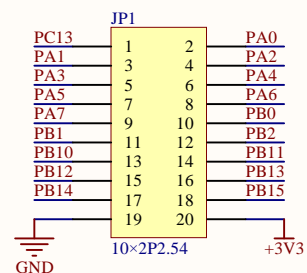 JP1
PC13 1 2 PA0
PA1 3 4 PA2
PA3 5 6 PA4
PA5 7 8 PA6
PA7 9 10 PB0
PB1 11 12 PB2
PB10 13 14 PB11
PB12 15 16 PB13
PB14 17 18 PB15
19 20
10×2P2.54
GND
+3V3